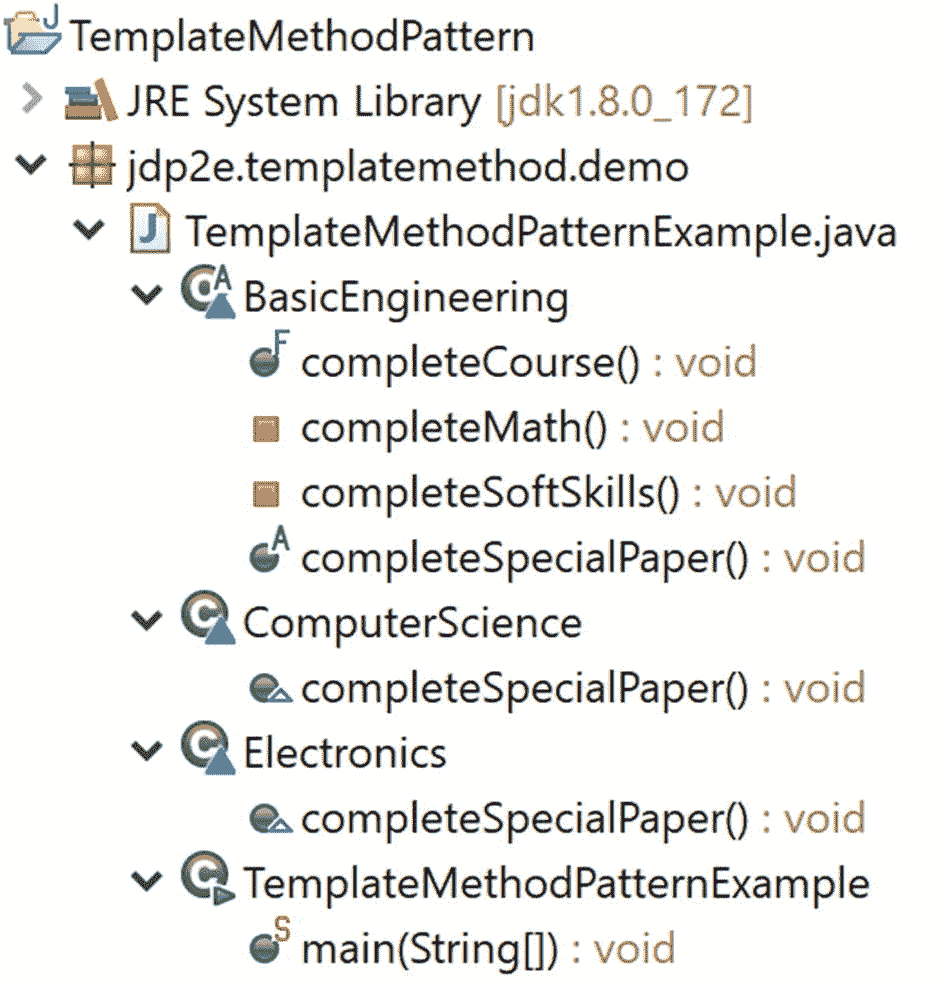 TemplateMethodPattern
JRE System Library [jdk1.8.0_172]
jdp2e.templatemethod.demo
TemplateMethodPatternExample.java
BasicEngineering
completeCourse() : void
completeMath() : void
completeSoftSkills() : void
completeSpecialPaper() : void
ComputerScience
completeSpecialPaper() : void
Electronics
completeSpecialPaper() : void
TemplateMethodPatternExample
main(String[]) : void